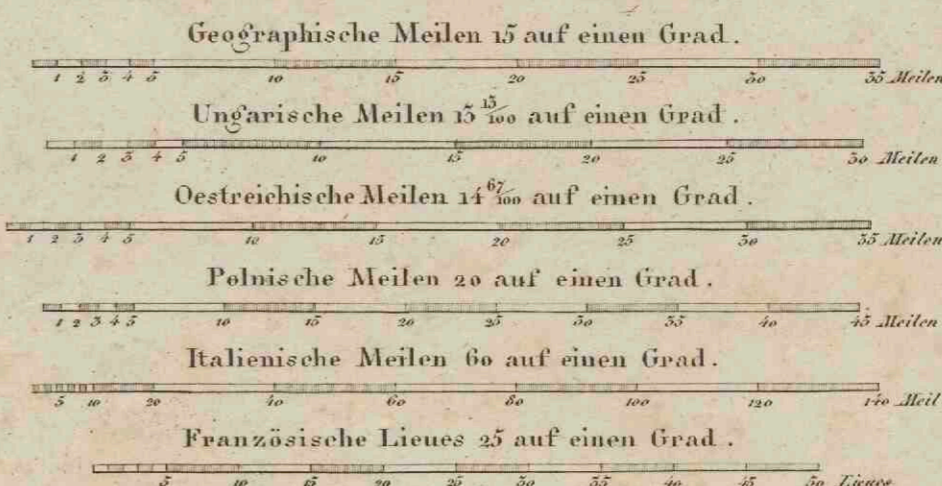 Geographische Meilen 15 auf einen Grad.
1 2 3 4 5 10 15 20 25 30 35 Meilen
Ungarische Meilen 15 13/100 auf einen Grad.
1 2 3 4 5 10 15 20 25 30 Meilen
Oestreichische Meilen 14 67/100 auf einen Grad.
1 2 3 4 5 10 15 20 25 30 35 Meilen
Polnische Meilen 20 auf einen Grad.
1 2 3 4 5 10 15 20 25 30 35 40 45 Meilen
Italienische Meilen 60 auf einen Grad.
5 10 20 40 60 80 100 120 140 Meil
Französische Lieues 25 auf einen Grad.
5 10 15 20 25 30 35 40 45 50 Lieues